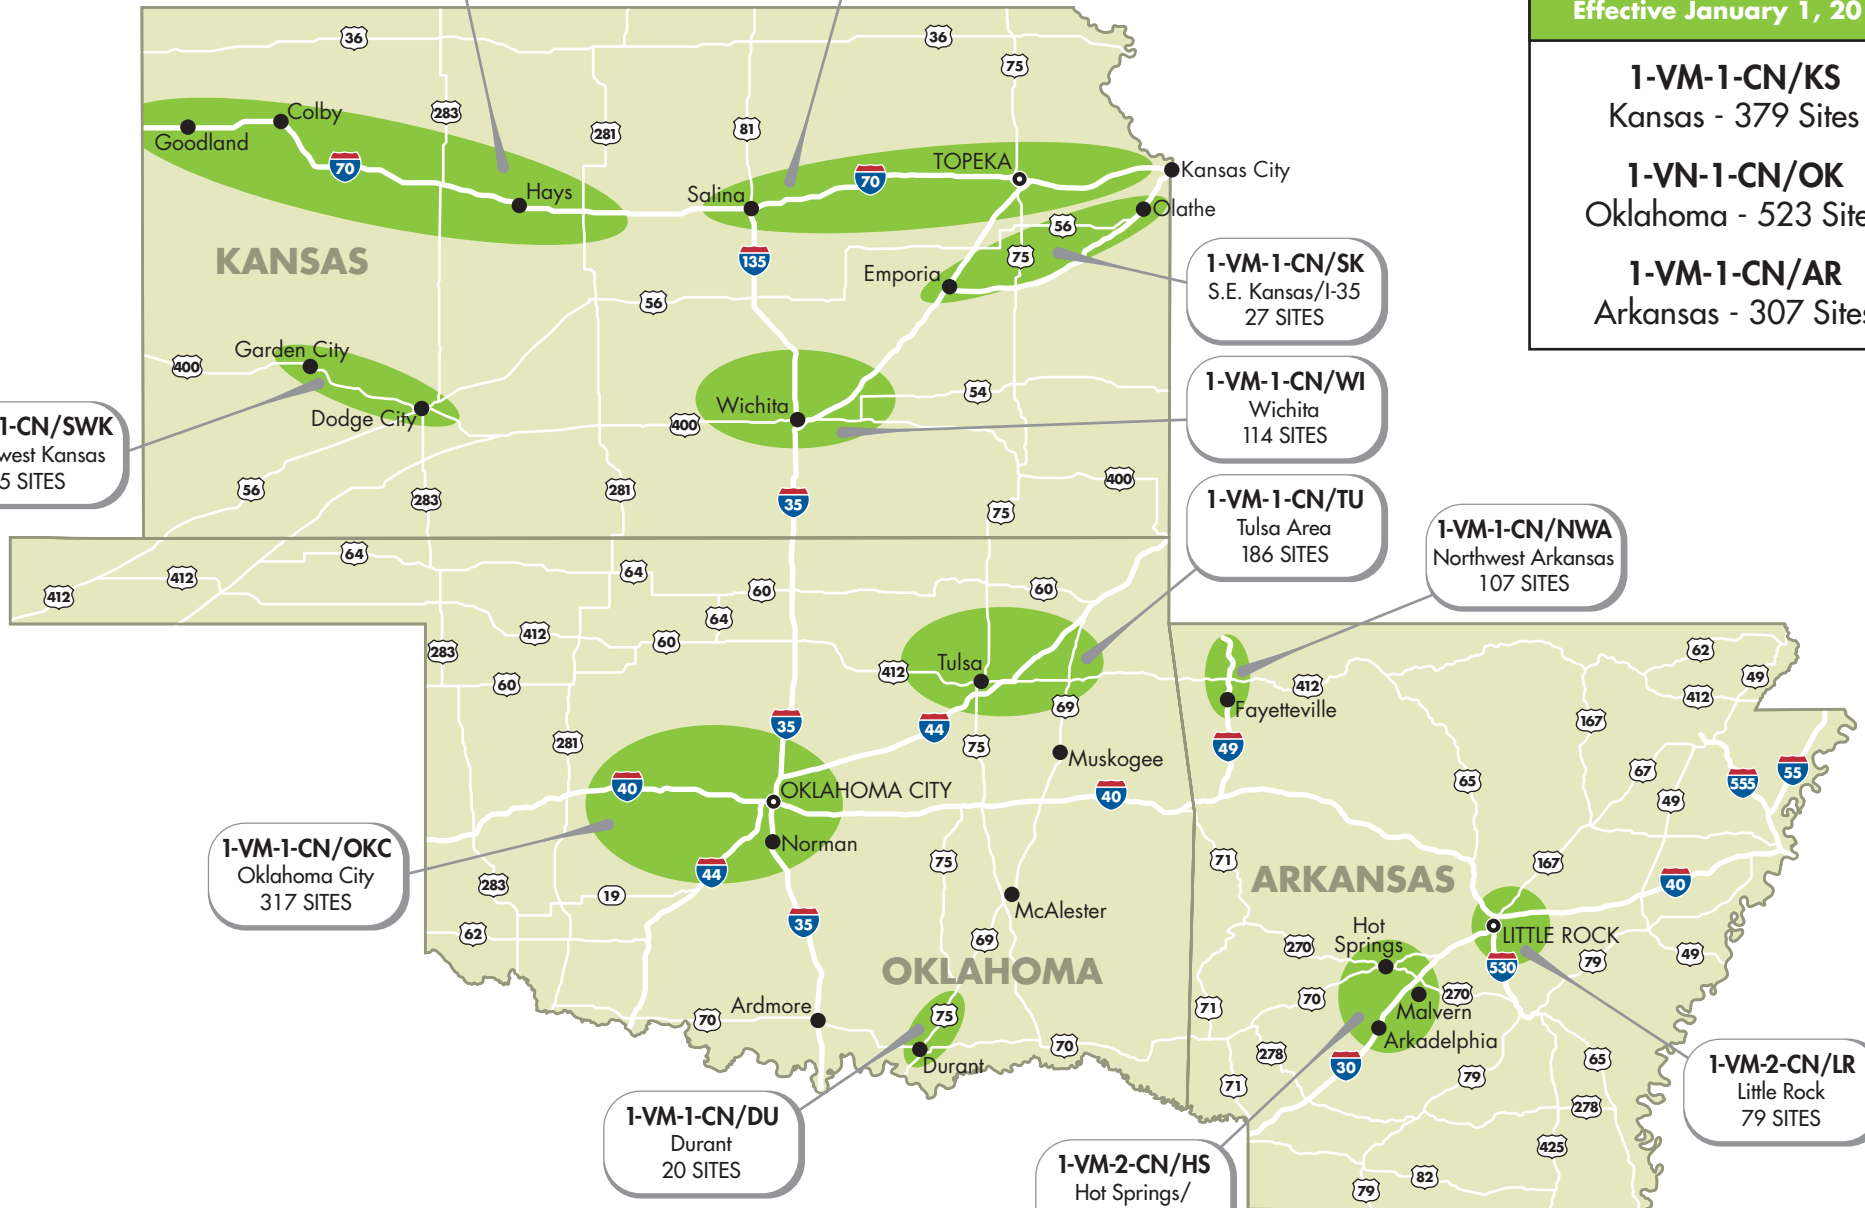 Effective January 1, 20
1-VM-1-CN/KS
Kansas - 379 Sites
1-VN-1-CN/OK
Oklahoma - 523 Site
1-VM-1-CN/AR
Arkansas - 307 Sites
36
36
75
283
281
81
Colby
Goodland
70
Hays
Salina
70
TOPEKA
Kansas City
Olathe
56
75
Emporia
KANSAS
135
56
1-VM-1-CN/SK
S.E. Kansas/I-35
27 SITES
Garden City
400
Dodge City
1-CN/SWK
west Kansas
5 SITES
Wichita
400
54
1-VM-1-CN/WI
Wichita
114 SITES
56
283
281
35
75
400
1-VM-1-CN/TU
Tulsa Area
186 SITES
1-VM-1-CN/NWA
Northwest Arkansas
107 SITES
64
412
412
64
60
60
64
412
60
283
60
412
Tulsa
69
412
Fayetteville
49
62
49
412
167
281
35
44
75
Muskogee
40
OKLAHOMA CITY
40
Norman
44
65
67
49
555
55
1-VM-1-CN/OKC
Oklahoma City
317 SITES
283
19
62
35
75
McAlester
69
OKLAHOMA
71
ARKANSAS
167
40
Hot
Springs
LITTLE ROCK
270
530
79
49
70
Malvern
270
Arkadelphia
71
70
Ardmore
75
Durant
70
278
30
71
79
65
278
1-VM-2-CN/LR
Little Rock
79 SITES
1-VM-1-CN/DU
Durant
20 SITES
1-VM-2-CN/HS
Hot Springs/
425
82
79